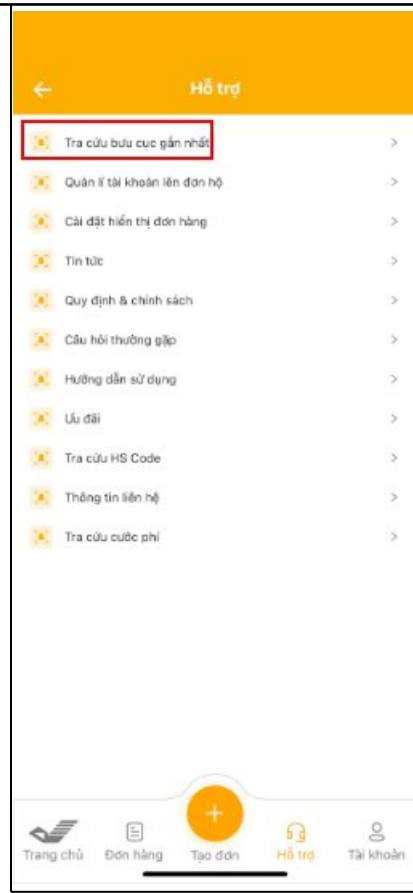 Hỗ trợ
Tra cứu bưu cục gần nhất
Quản lí tài khoản lên đơn hộ
Cài đặt hiển thị đơn hàng
Tin tức
Quy định & chính sách
Câu hỏi thường gặp
Hướng dẫn sử dụng
Ưu đãi
Tra cứu HS Code
Thông tin liên hệ
Tra cứu cước phí
Trang chủ Đơn hàng Tạo đơn Hỗ trợ Tài khoản